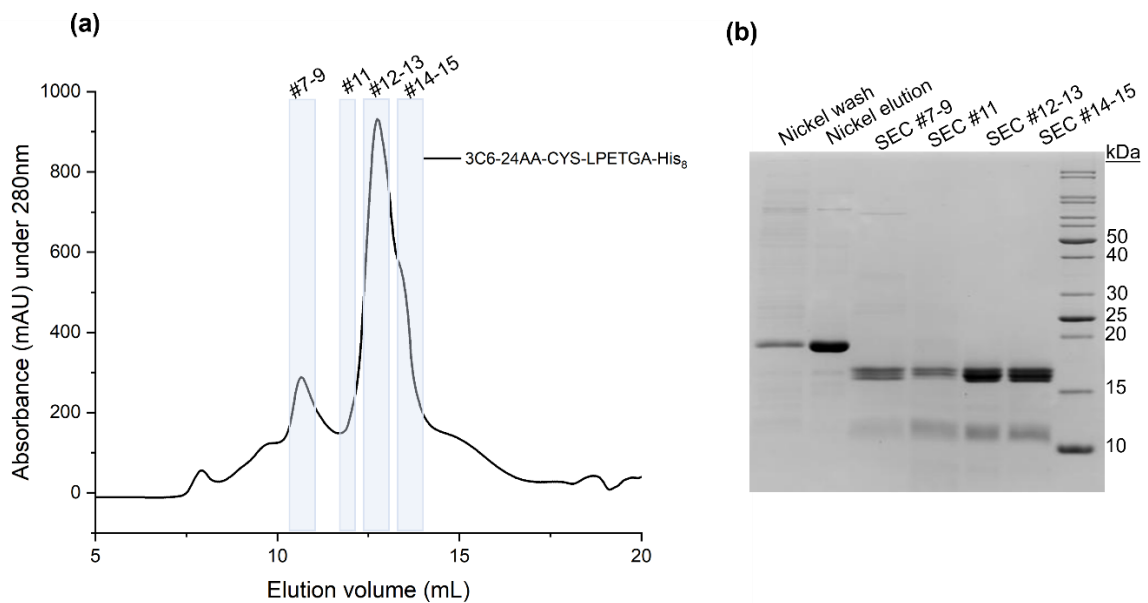 (a)
#7-9
#11
#12-13
#14-15
1000
800
600
400
200
0
Absorbance (mAU) under 280nm
3C6-24AA-CYS-LPETGA-His₈
5
10
15
20
Elution volume (mL)
(b)
Nickel wash
Nickel elution
SEC #7-9
SEC #11
SEC #12-13
SEC #14-15
kDa
50
40
30
25
20
15
10